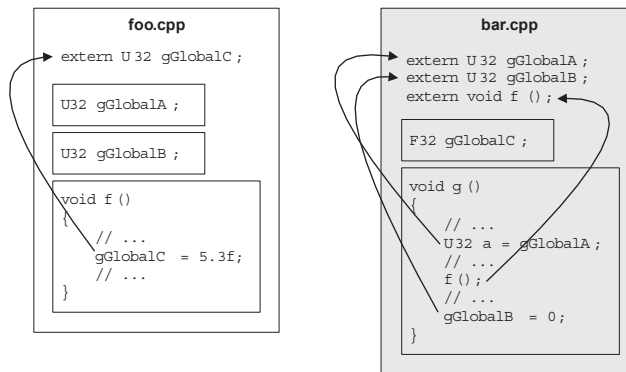 foo.cpp
extern U32 gGlobalC ;
U32 gGlobalA ;
U32 gGlobalB ;
void f ()
{
// ...
gGlobalC = 5.3f;
// ...
}
bar.cpp
extern U32 gGlobalA ;
extern U32 gGlobalB ;
extern void f ();
F32 gGlobalC ;
void g ()
{
// ...
U32 a = gGlobalA ;
// ...
f();
// ...
gGlobalB = 0;
}